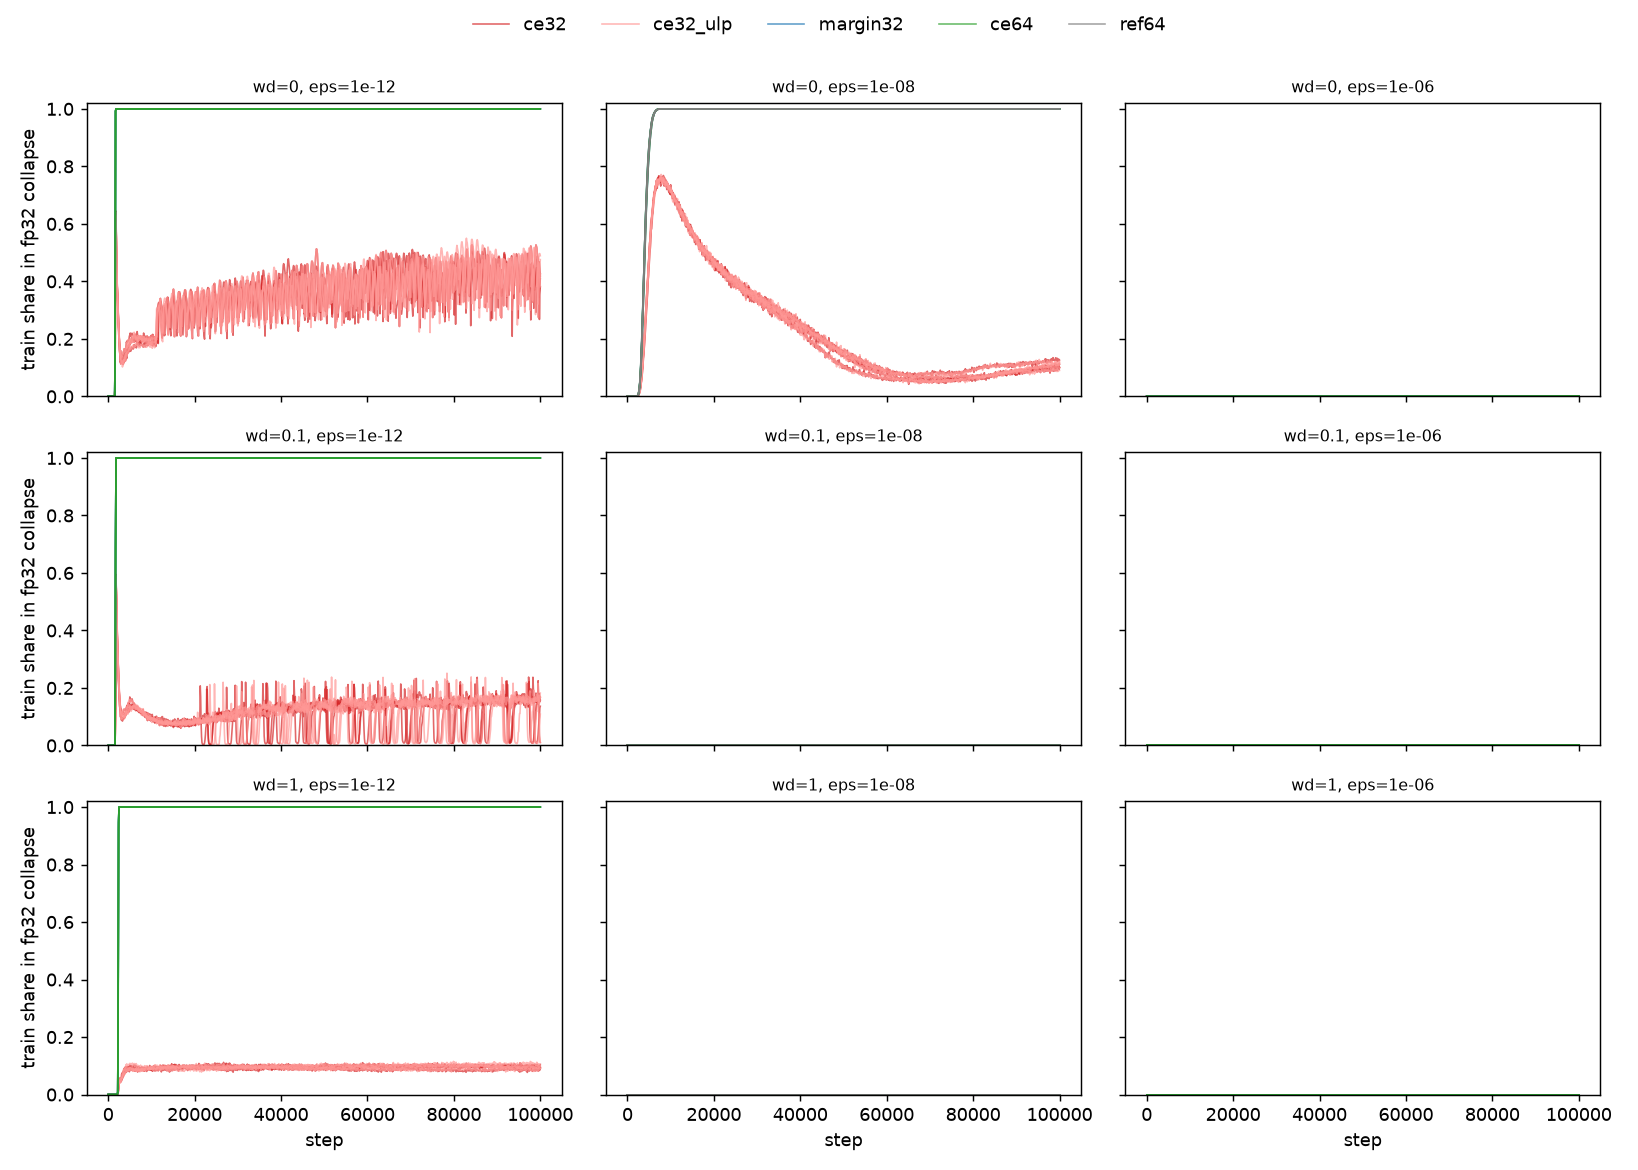 ce32 ce32_ulp margin32 ce64 ref64
wd=0, eps=1e-12 wd=0, eps=1e-08 wd=0, eps=1e-06
train share in fp32 collapse
1.0
0.8
0.6
0.4
0.2
0.0
wd=0.1, eps=1e-12 wd=0.1, eps=1e-08 wd=0.1, eps=1e-06
train share in fp32 collapse
1.0
0.8
0.6
0.4
0.2
0.0
wd=1, eps=1e-12 wd=1, eps=1e-08 wd=1, eps=1e-06
train share in fp32 collapse
1.0
0.8
0.6
0.4
0.2
0.0
0 20000 40000 60000 80000 100000 0 20000 40000 60000 80000 100000 0 20000 40000 60000 80000 100000
step step step